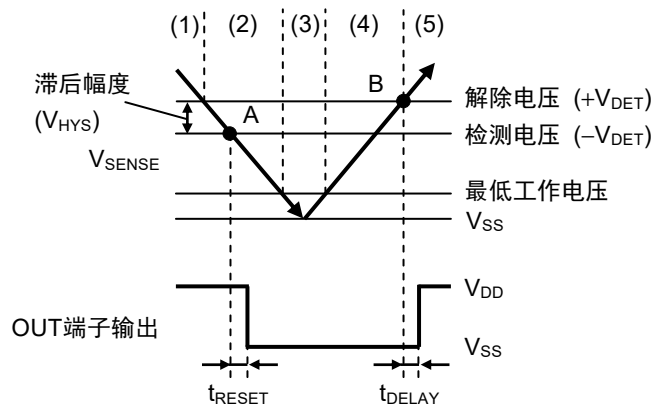 (1) (2) (3) (4) (5)
滞后幅度
(VHYS)
A
B
解除电压 (+VDET)
检测电压 (−VDET)
VSENSE
最低工作电压
VSS
VDD
OUT端子输出
VSS
tRESET
tDELAY